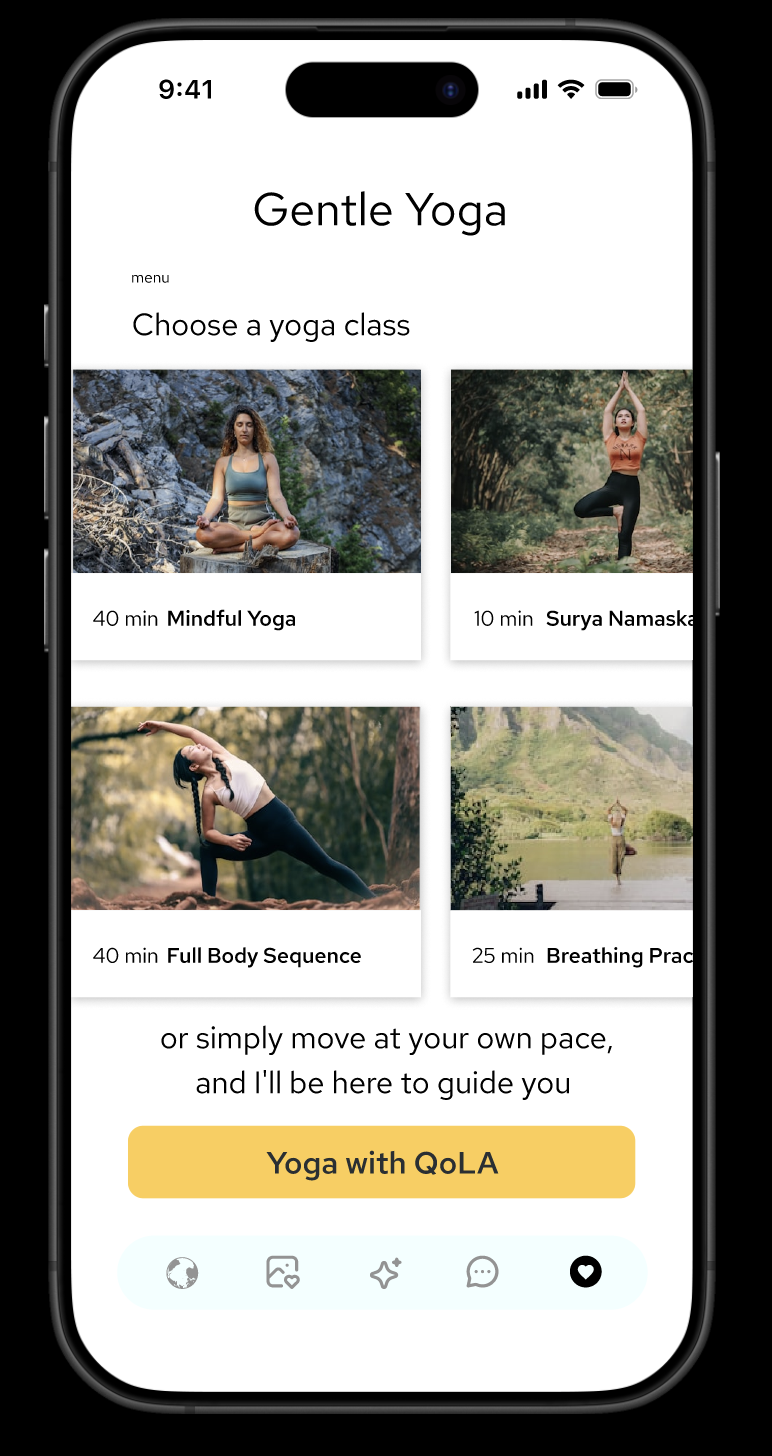 9:41
Gentle Yoga
menu
Choose a yoga class
40 min Mindful Yoga
10 min Surya Namaska
40 min Full Body Sequence
25 min Breathing Prac
or simply move at your own pace,
and I'll be here to guide you
Yoga with QoLA